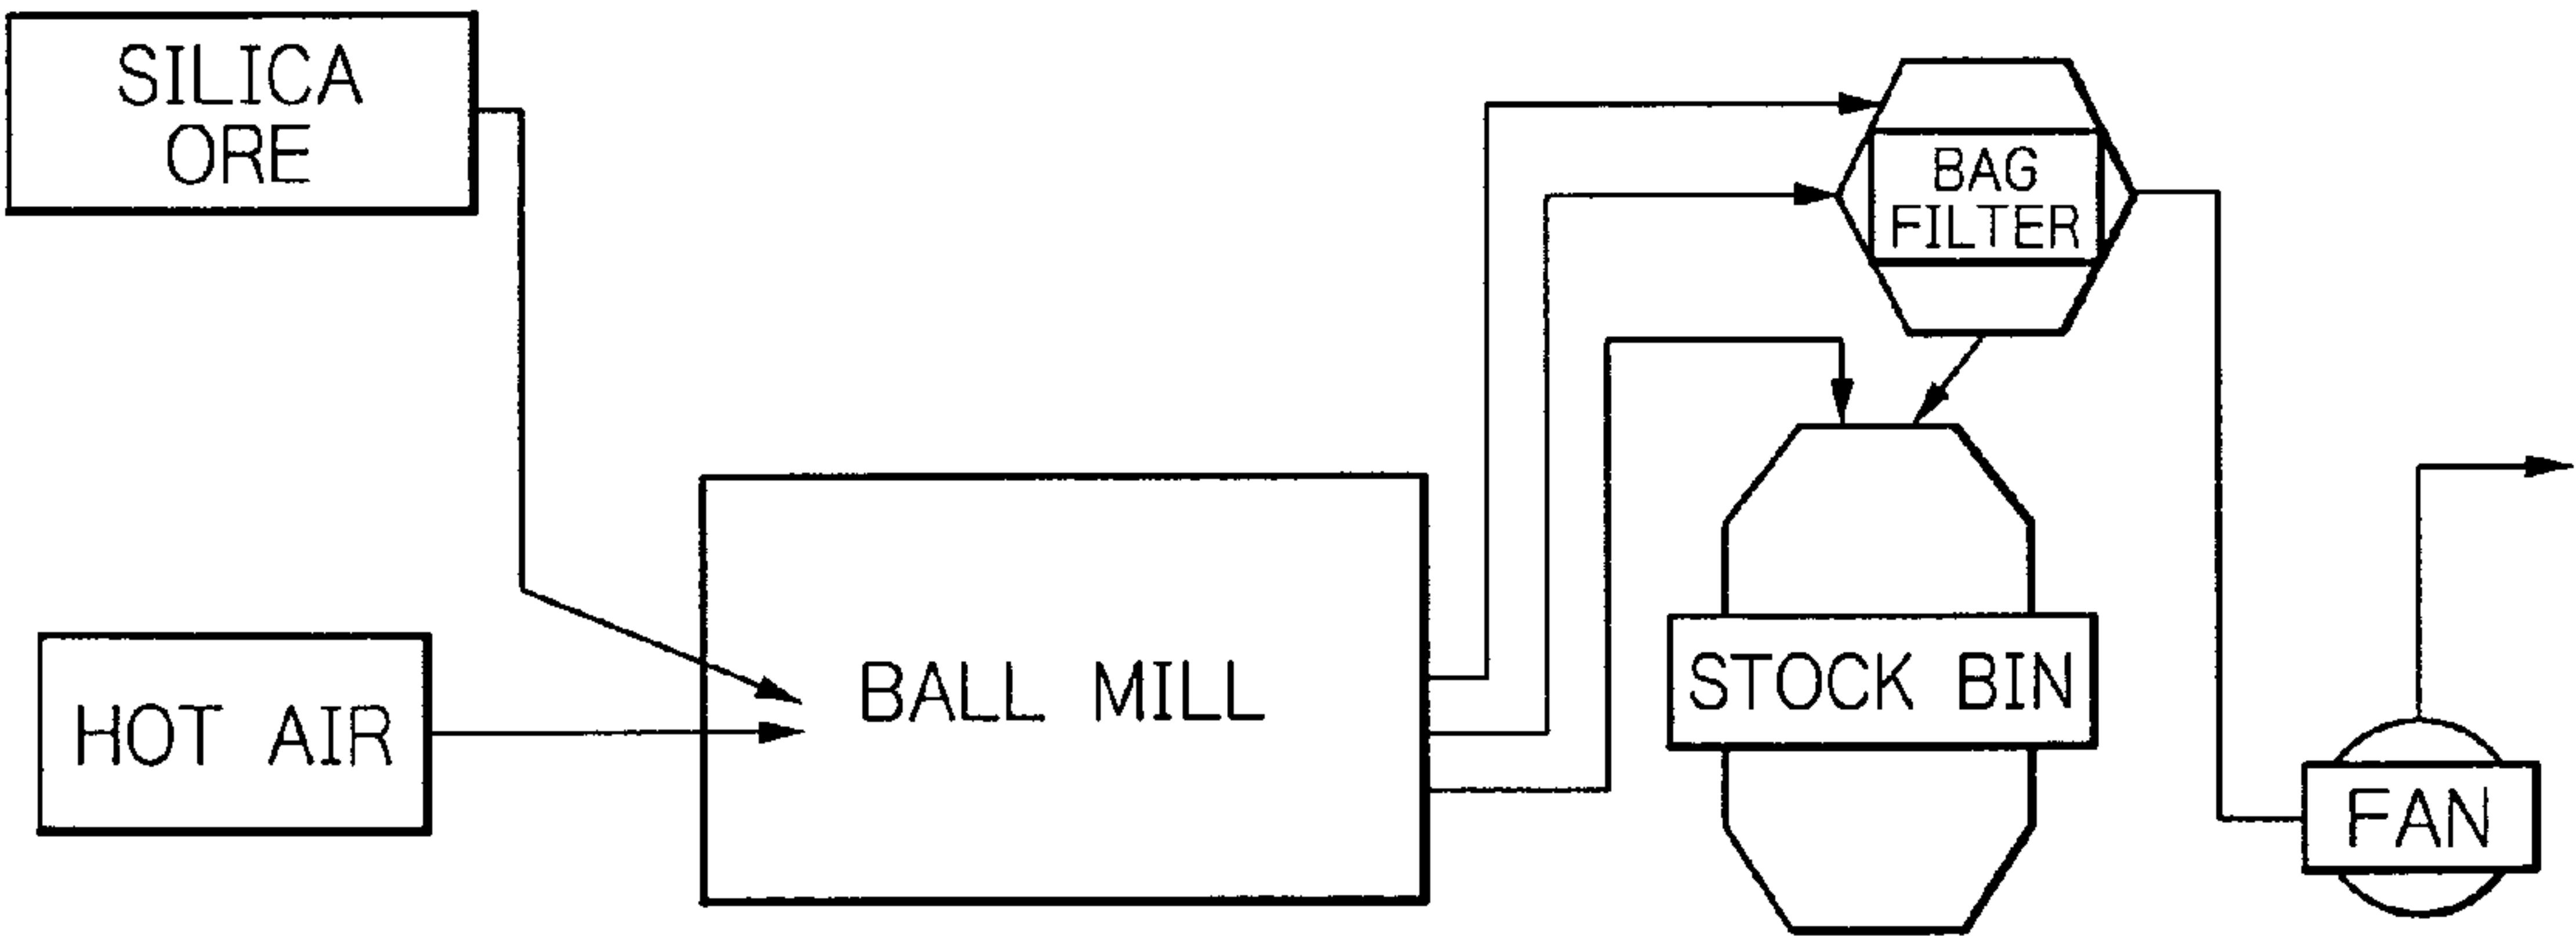 SILICA
ORE
BAG
FILTER
HOT AIR
BALL MILL
STOCK BIN
FAN